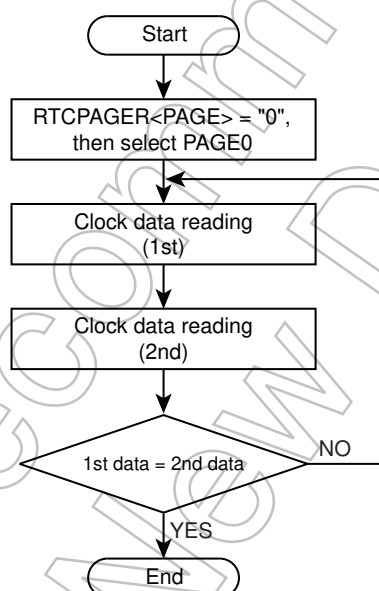 Start
RTCPAGER<PAGE> = "0",
then select PAGE0
Clock data reading
(1st)
Clock data reading
(2nd)
1st data = 2nd data
NO
YES
End